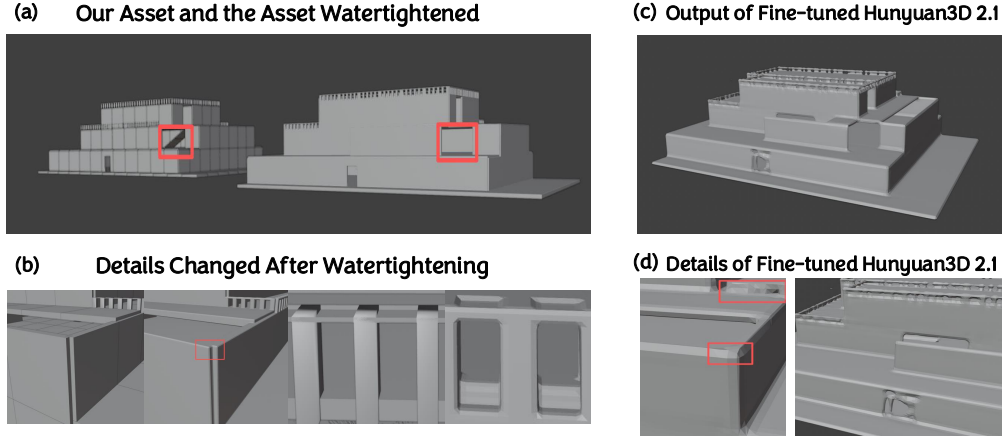 (a) Our Asset and the Asset Watertightened
(c) Output of Fine-tuned Hunyuan3D 2.1
(b) Details Changed After Watertightening
(d) Details of Fine-tuned Hunyuan3D 2.1